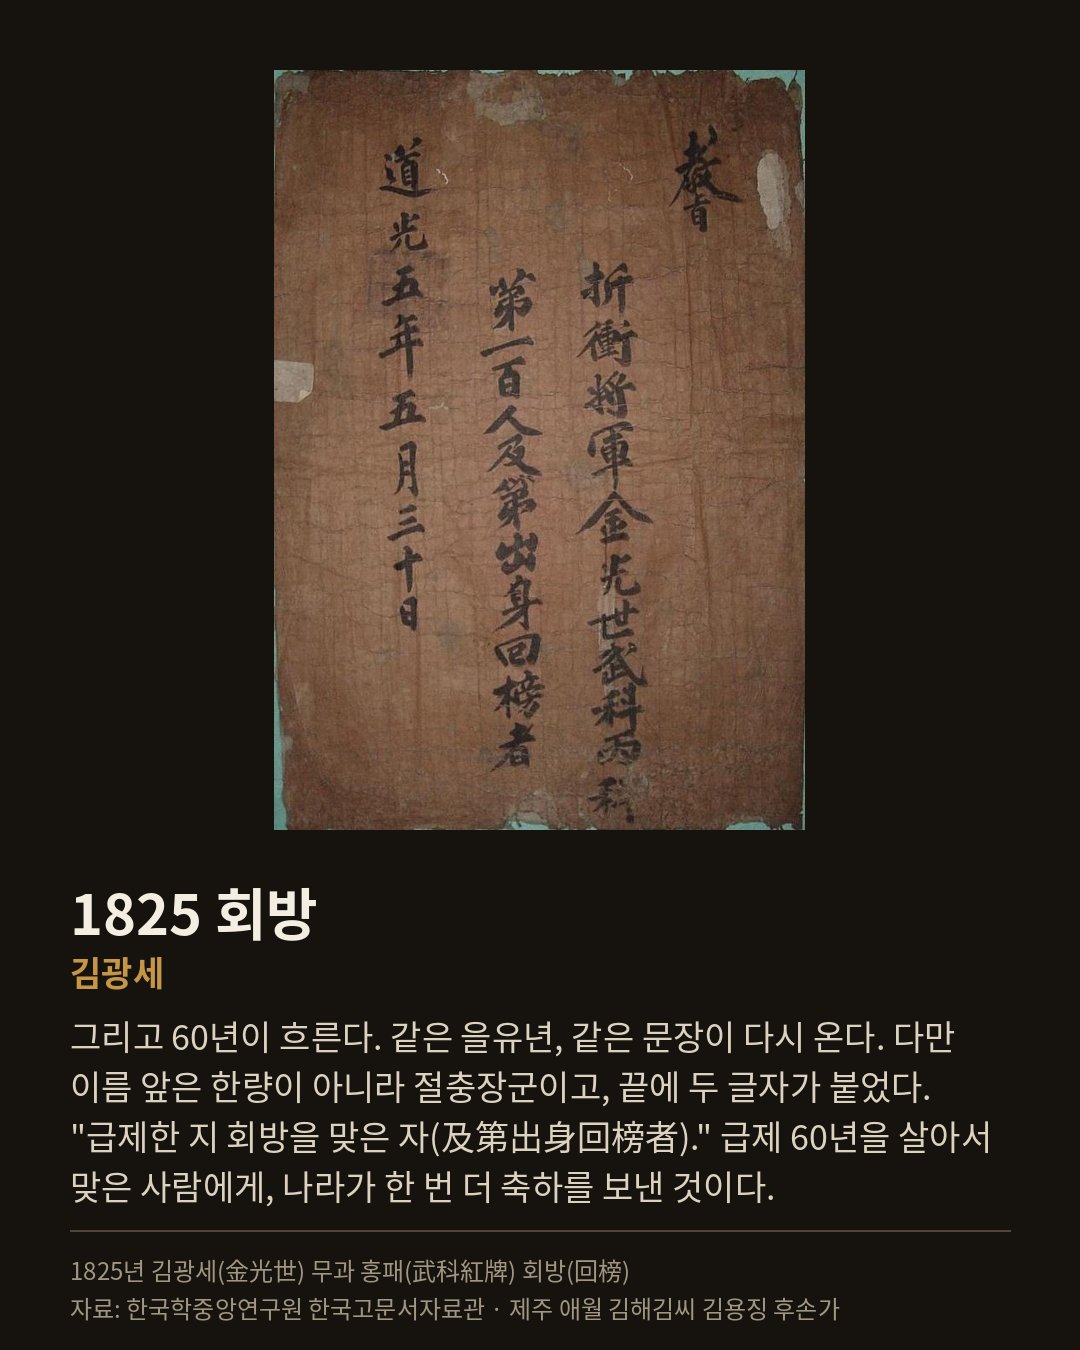 教旨
折衝將軍金光世武科丙科
第一百人及第出身回榜者
道光五年五月三十日
1825 회방
김광세
그리고 60년이 흐른다. 같은 을유년, 같은 문장이 다시 온다. 다만
이름 앞은 한량이 아니라 절충장군이고, 끝에 두 글자가 붙었다.
"급제한 지 회방을 맞은 자(及第出身回榜者)." 급제 60년을 살아서
맞은 사람에게, 나라가 한 번 더 축하를 보낸 것이다.
1825년 김광세(金光世) 무과 홍패(武科紅牌) 회방(回榜)
자료: 한국학중앙연구원 한국고문서자료관 · 제주 애월 김해김씨 김용징 후손가